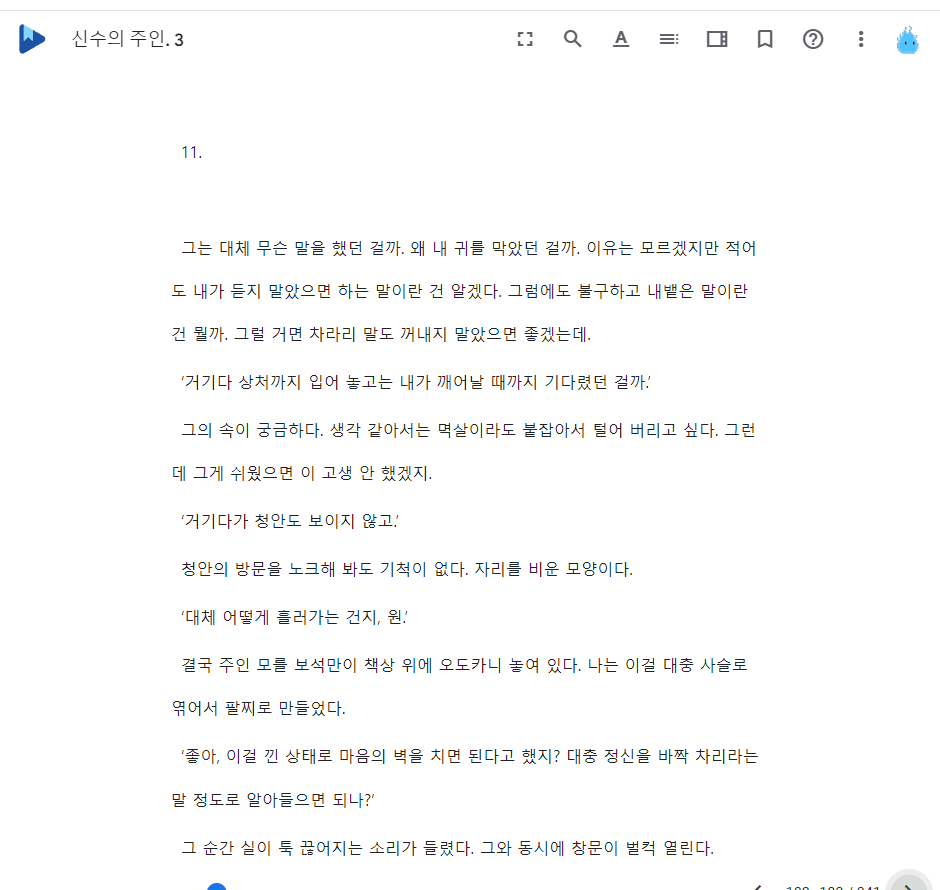 신수의 주인. 3
11.
그는 대체 무슨 말을 했던 걸까. 왜 내 귀를 막았던 걸까. 이유는 모르겠지만 적어
도 내가 듣지 말았으면 하는 말이란 건 알겠다. 그럼에도 불구하고 내뱉은 말이란
건 뭘까. 그럴 거면 차라리 말도 꺼내지 말았으면 좋겠는데.
‘거기다 상처까지 입어 놓고는 내가 깨어날 때까지 기다렸던 걸까.’
그의 속이 궁금하다. 생각 같아서는 멱살이라도 붙잡아서 털어 버리고 싶다. 그런
데 그게 쉬웠으면 이 고생 안 했겠지.
‘거기다가 청안도 보이지 않고.’
청안의 방문을 노크해 봐도 기척이 없다. 자리를 비운 모양이다.
‘대체 어떻게 흘러가는 건지, 원.’
결국 주인 모를 보석만이 책상 위에 오도카니 놓여 있다. 나는 이걸 대충 사슬로
엮어서 팔찌로 만들었다.
‘좋아, 이걸 낀 상태로 마음의 벽을 치면 된다고 했지? 대충 정신을 바짝 차리라는
말 정도로 알아들으면 되나?’
그 순간 실이 툭 끊어지는 소리가 들렸다. 그와 동시에 창문이 벌컥 열린다.